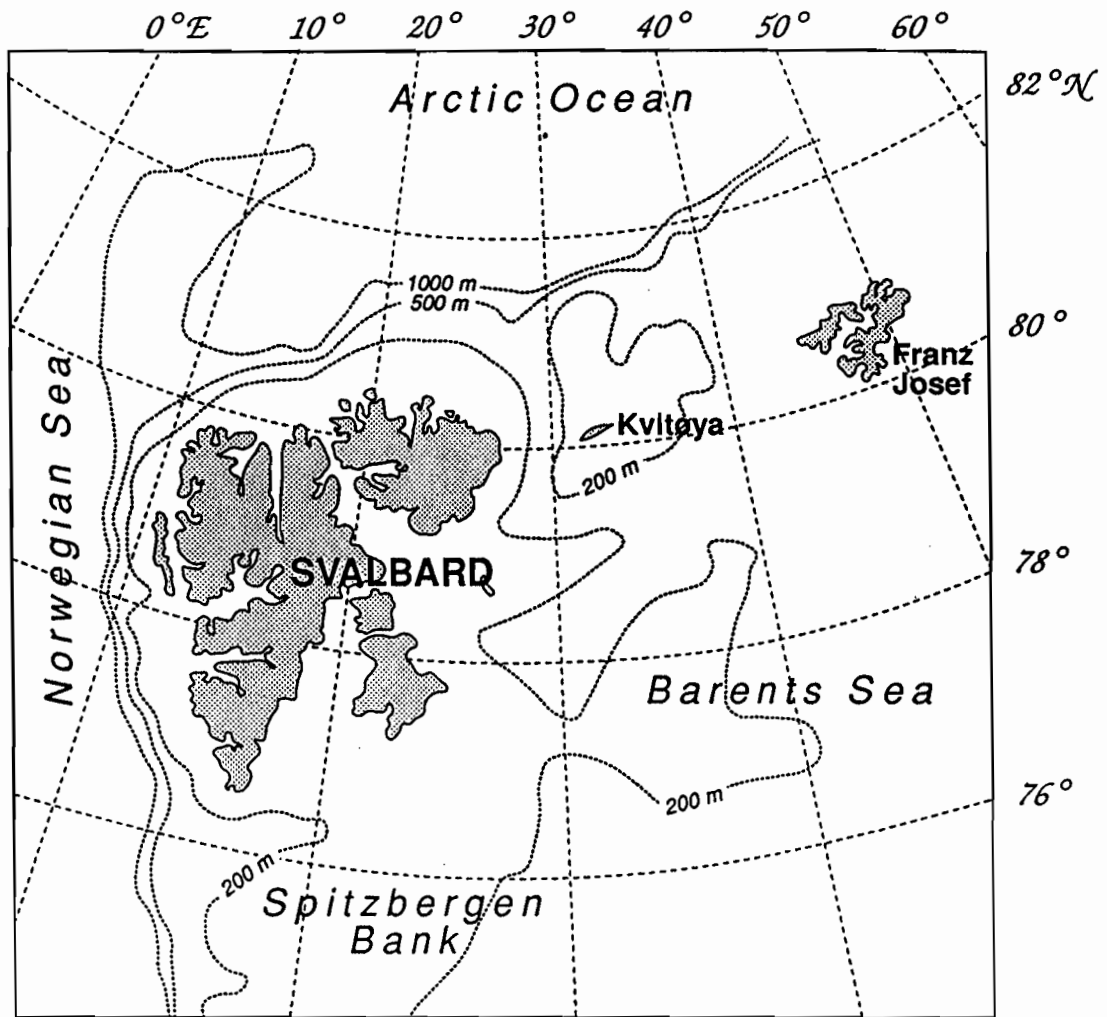 0°E 10° 20° 30° 40° 50° 60°
Arctic Ocean
82°N
1000 m
500 m
80°
Franz
Josef
Norwegian Sea
Kvitøya
200 m
78°
SVALBARD
Barents Sea
200 m
76°
200 m
Spitzbergen
Bank